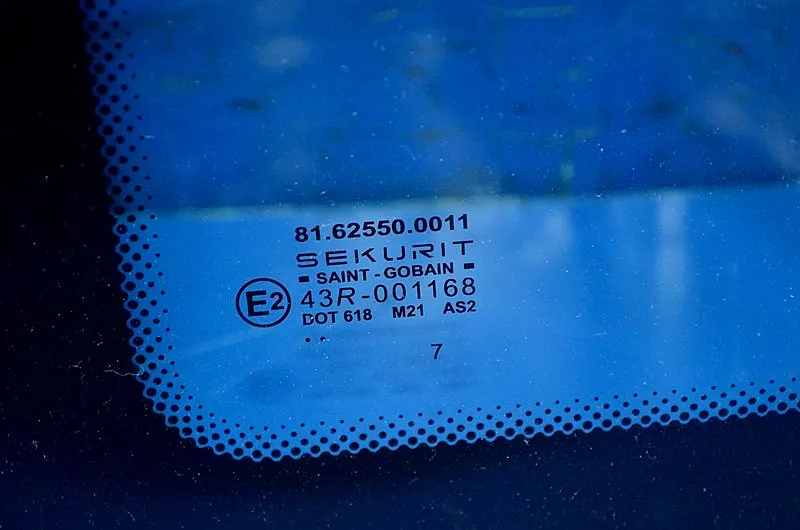 81.62550.0011
SEKURIT
SAINT-GOBAIN
E2 43R-001168
DOT 618 M21 AS2
..
7